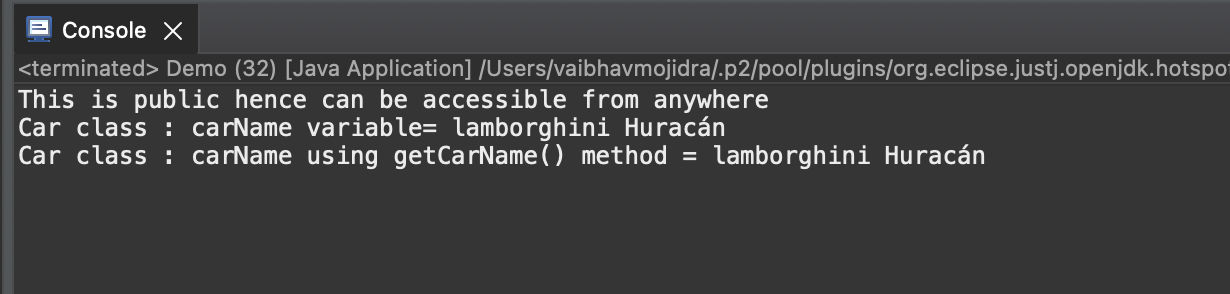 Console
<terminated> Demo (32) [Java Application] /Users/vaibhavmojidra/.p2/pool/plugins/org.eclipse.justj.openjdk.hotspot
This is public hence can be accessible from anywhere
Car class : carName variable= lamborghini Huracán
Car class : carName using getCarName() method = lamborghini Huracán